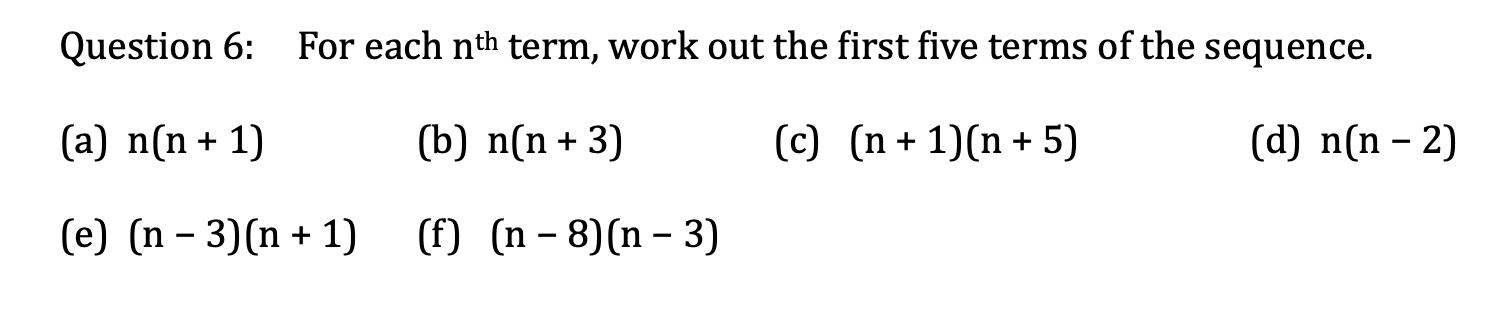 Question 6: For each nth term, work out the first five terms of the sequence.
(a) n(n + 1) (b) n(n + 3) (c) (n + 1)(n + 5) (d) n(n − 2)
(e) (n − 3)(n + 1) (f) (n − 8)(n − 3)